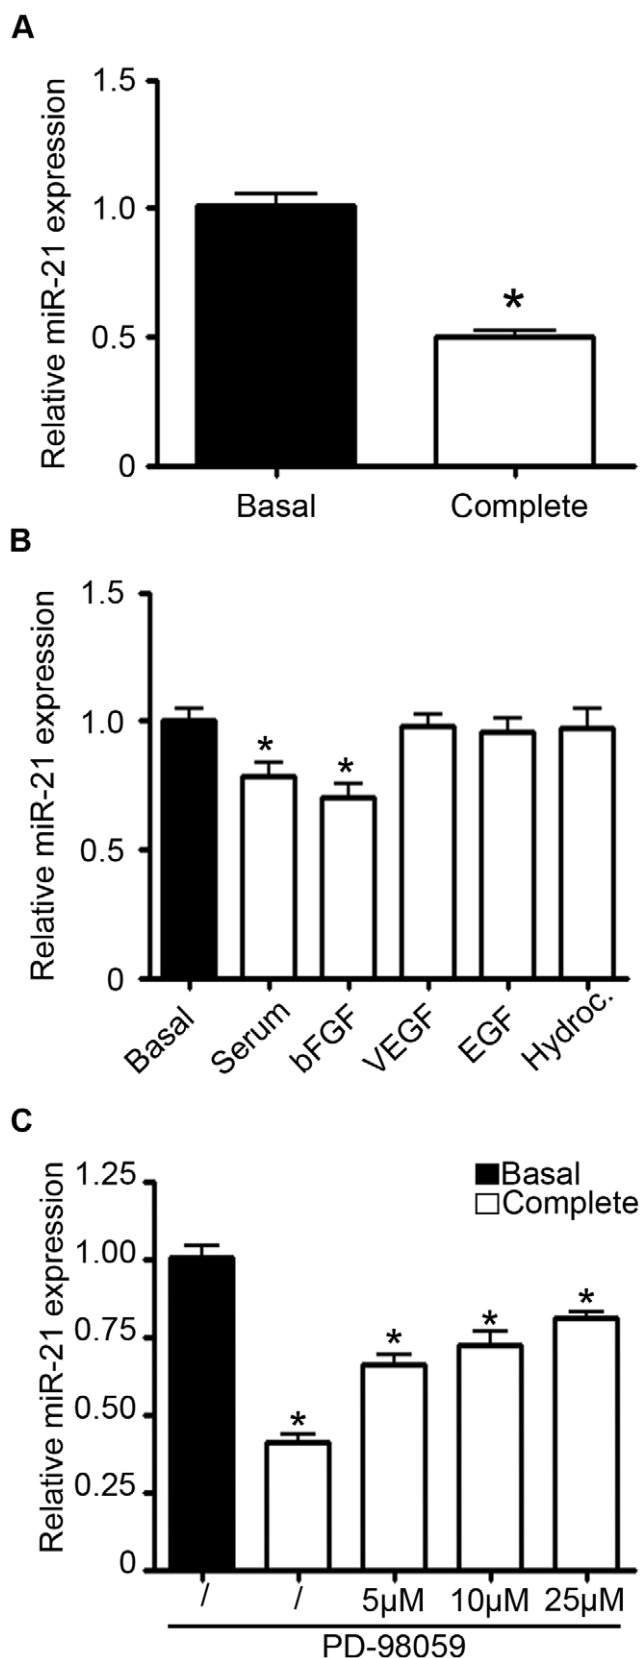 A
Relative miR-21 expression
1.5
1.0
0.5
0
*
Basal Complete
B
Relative miR-21 expression
1.5
1.0
0.5
0
* *
Basal Serum bFGF VEGF EGF Hydroc.
C
Relative miR-21 expression
1.25
1.00
0.75
0.50
0.25
0
Basal
Complete
* * * *
/ / 5µM 10µM 25µM
PD-98059